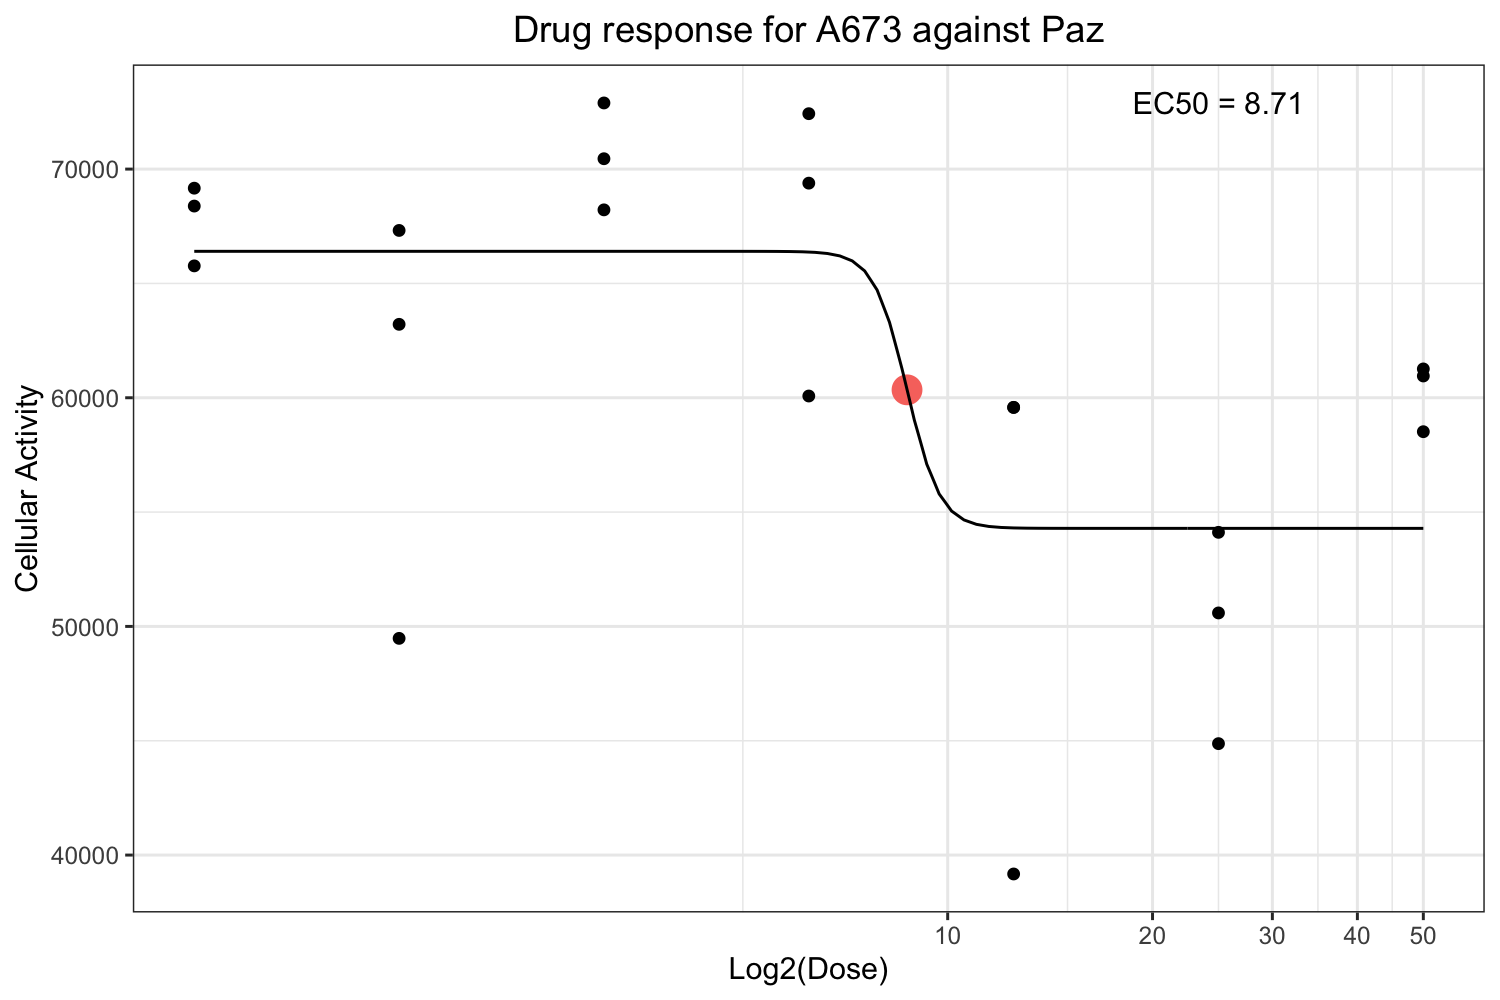 Drug response for A673 against Paz
EC50 = 8.71
70000
60000
50000
40000
Cellular Activity
10 20 30 40 50
Log2(Dose)